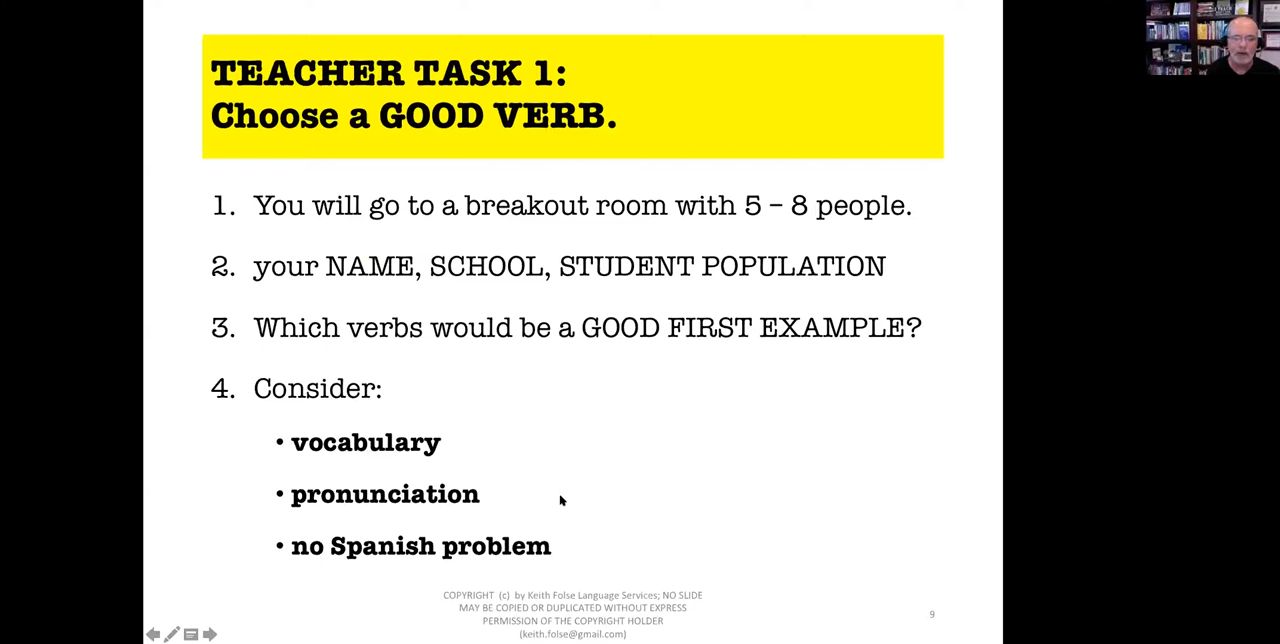 TEACHER TASK 1:
Choose a GOOD VERB.
1. You will go to a breakout room with 5 – 8 people.
2. your NAME, SCHOOL, STUDENT POPULATION
3. Which verbs would be a GOOD FIRST EXAMPLE?
4. Consider:
• vocabulary
• pronunciation
• no Spanish problem
COPYRIGHT (c) by Keith Folse Language Services; NO SLIDE
MAY BE COPIED OR DUPLICATED WITHOUT EXPRESS
PERMISSION OF THE COPYRIGHT HOLDER
(keith.folse@gmail.com)
9